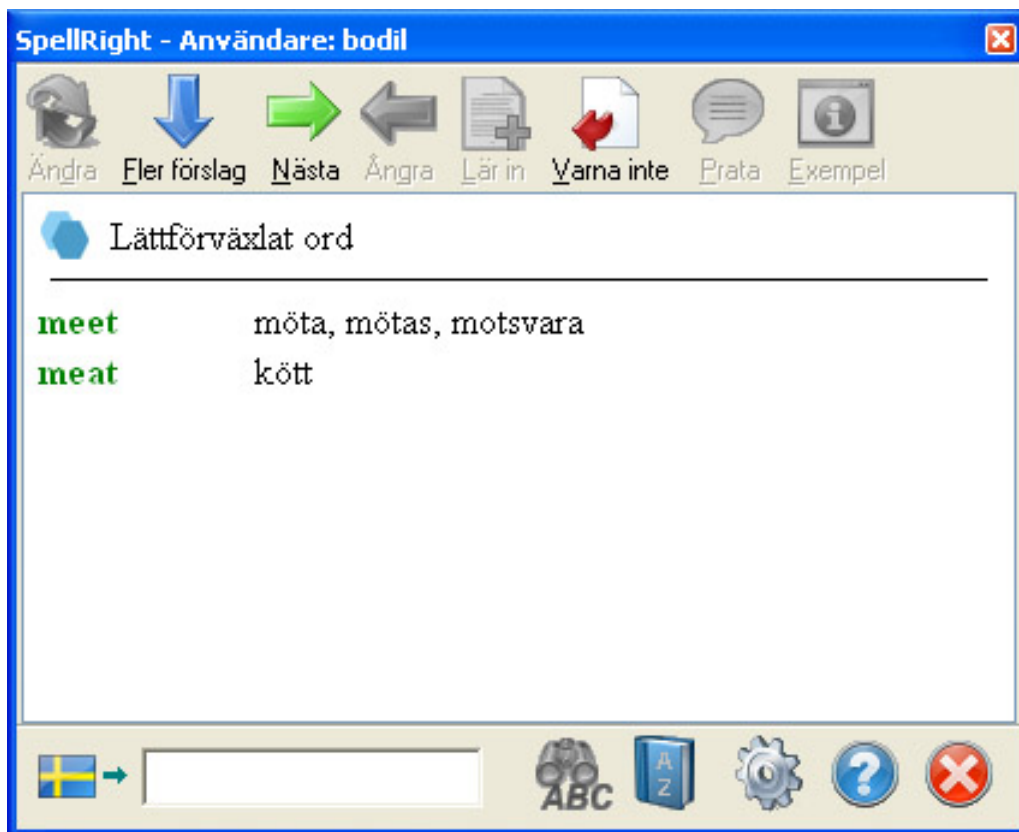 SpellRight - Användare: bodil
Ändra Fler förslag Nästa Ångra Lär in Varna inte Prata Exempel
Lättförväxlat ord
meet möta, mötas, motsvara
meat kött
ABC A Z ?